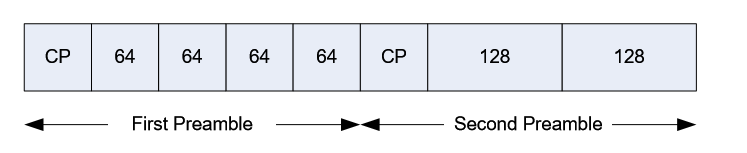 CP 64 64 64 64 CP 128 128
First Preamble Second Preamble